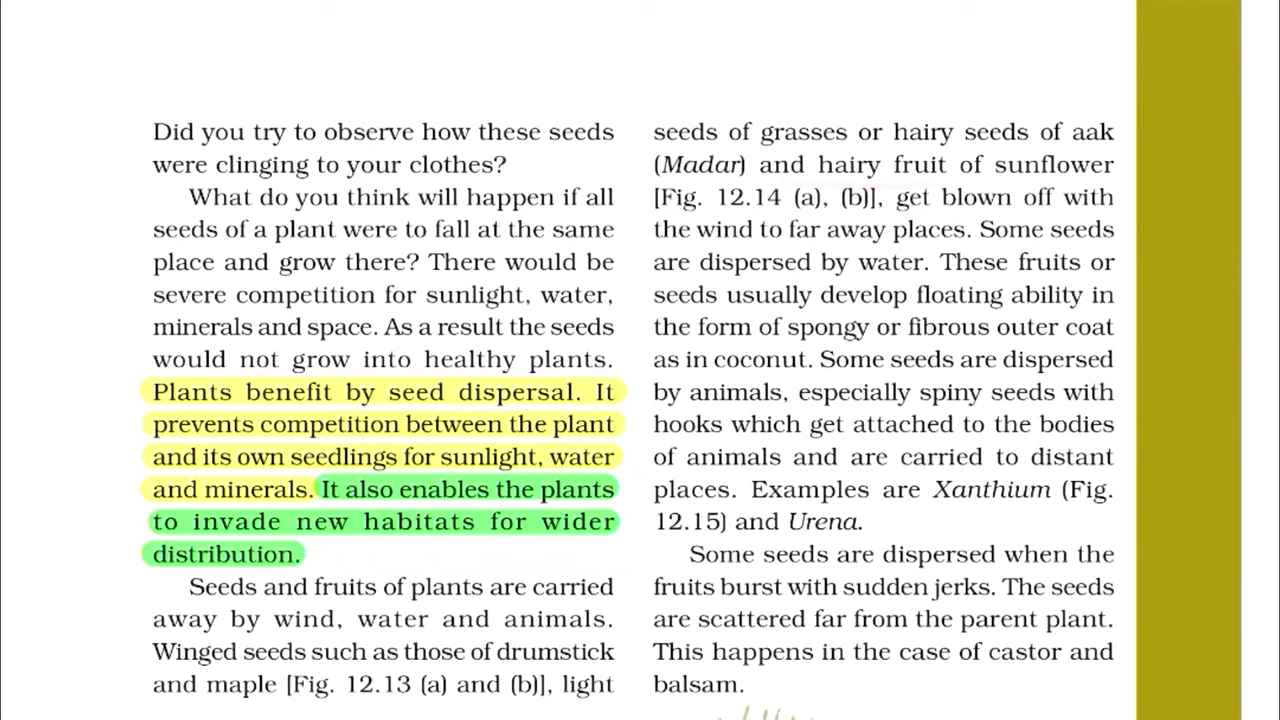 Did you try to observe how these seeds
were clinging to your clothes?
What do you think will happen if all
seeds of a plant were to fall at the same
place and grow there? There would be
severe competition for sunlight, water,
minerals and space. As a result the seeds
would not grow into healthy plants.
Plants benefit by seed dispersal. It
prevents competition between the plant
and its own seedlings for sunlight, water
and minerals. It also enables the plants
to invade new habitats for wider
distribution.
Seeds and fruits of plants are carried
away by wind, water and animals.
Winged seeds such as those of drumstick
and maple [Fig. 12.13 (a) and (b)], light
seeds of grasses or hairy seeds of aak
(Madar) and hairy fruit of sunflower
[Fig. 12.14 (a), (b)], get blown off with
the wind to far away places. Some seeds
are dispersed by water. These fruits or
seeds usually develop floating ability in
the form of spongy or fibrous outer coat
as in coconut. Some seeds are dispersed
by animals, especially spiny seeds with
hooks which get attached to the bodies
of animals and are carried to distant
places. Examples are Xanthium (Fig.
12.15) and Urena.
Some seeds are dispersed when the
fruits burst with sudden jerks. The seeds
are scattered far from the parent plant.
This happens in the case of castor and
balsam.